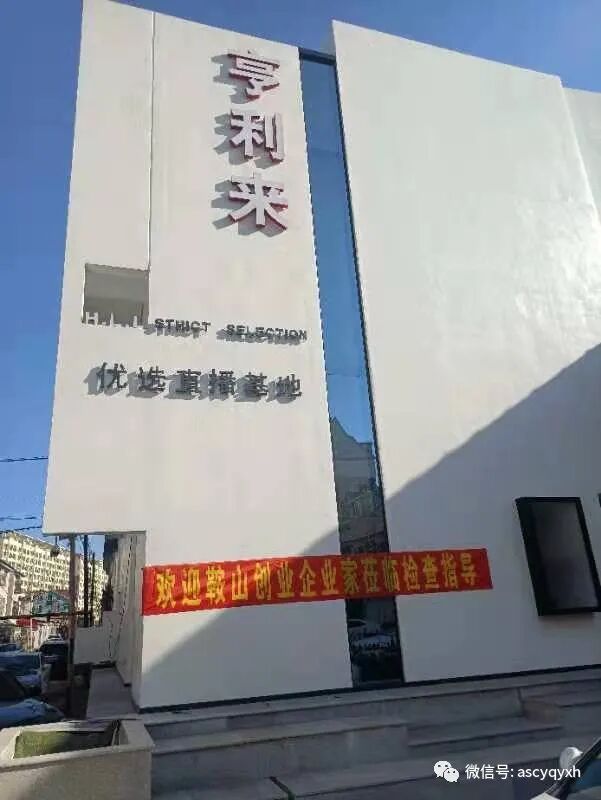 亨利来
HLL STRICT SELECTION
优选直播基地
欢迎鞍山创业企业家莅临检查指导
微信号: ascyqyxh